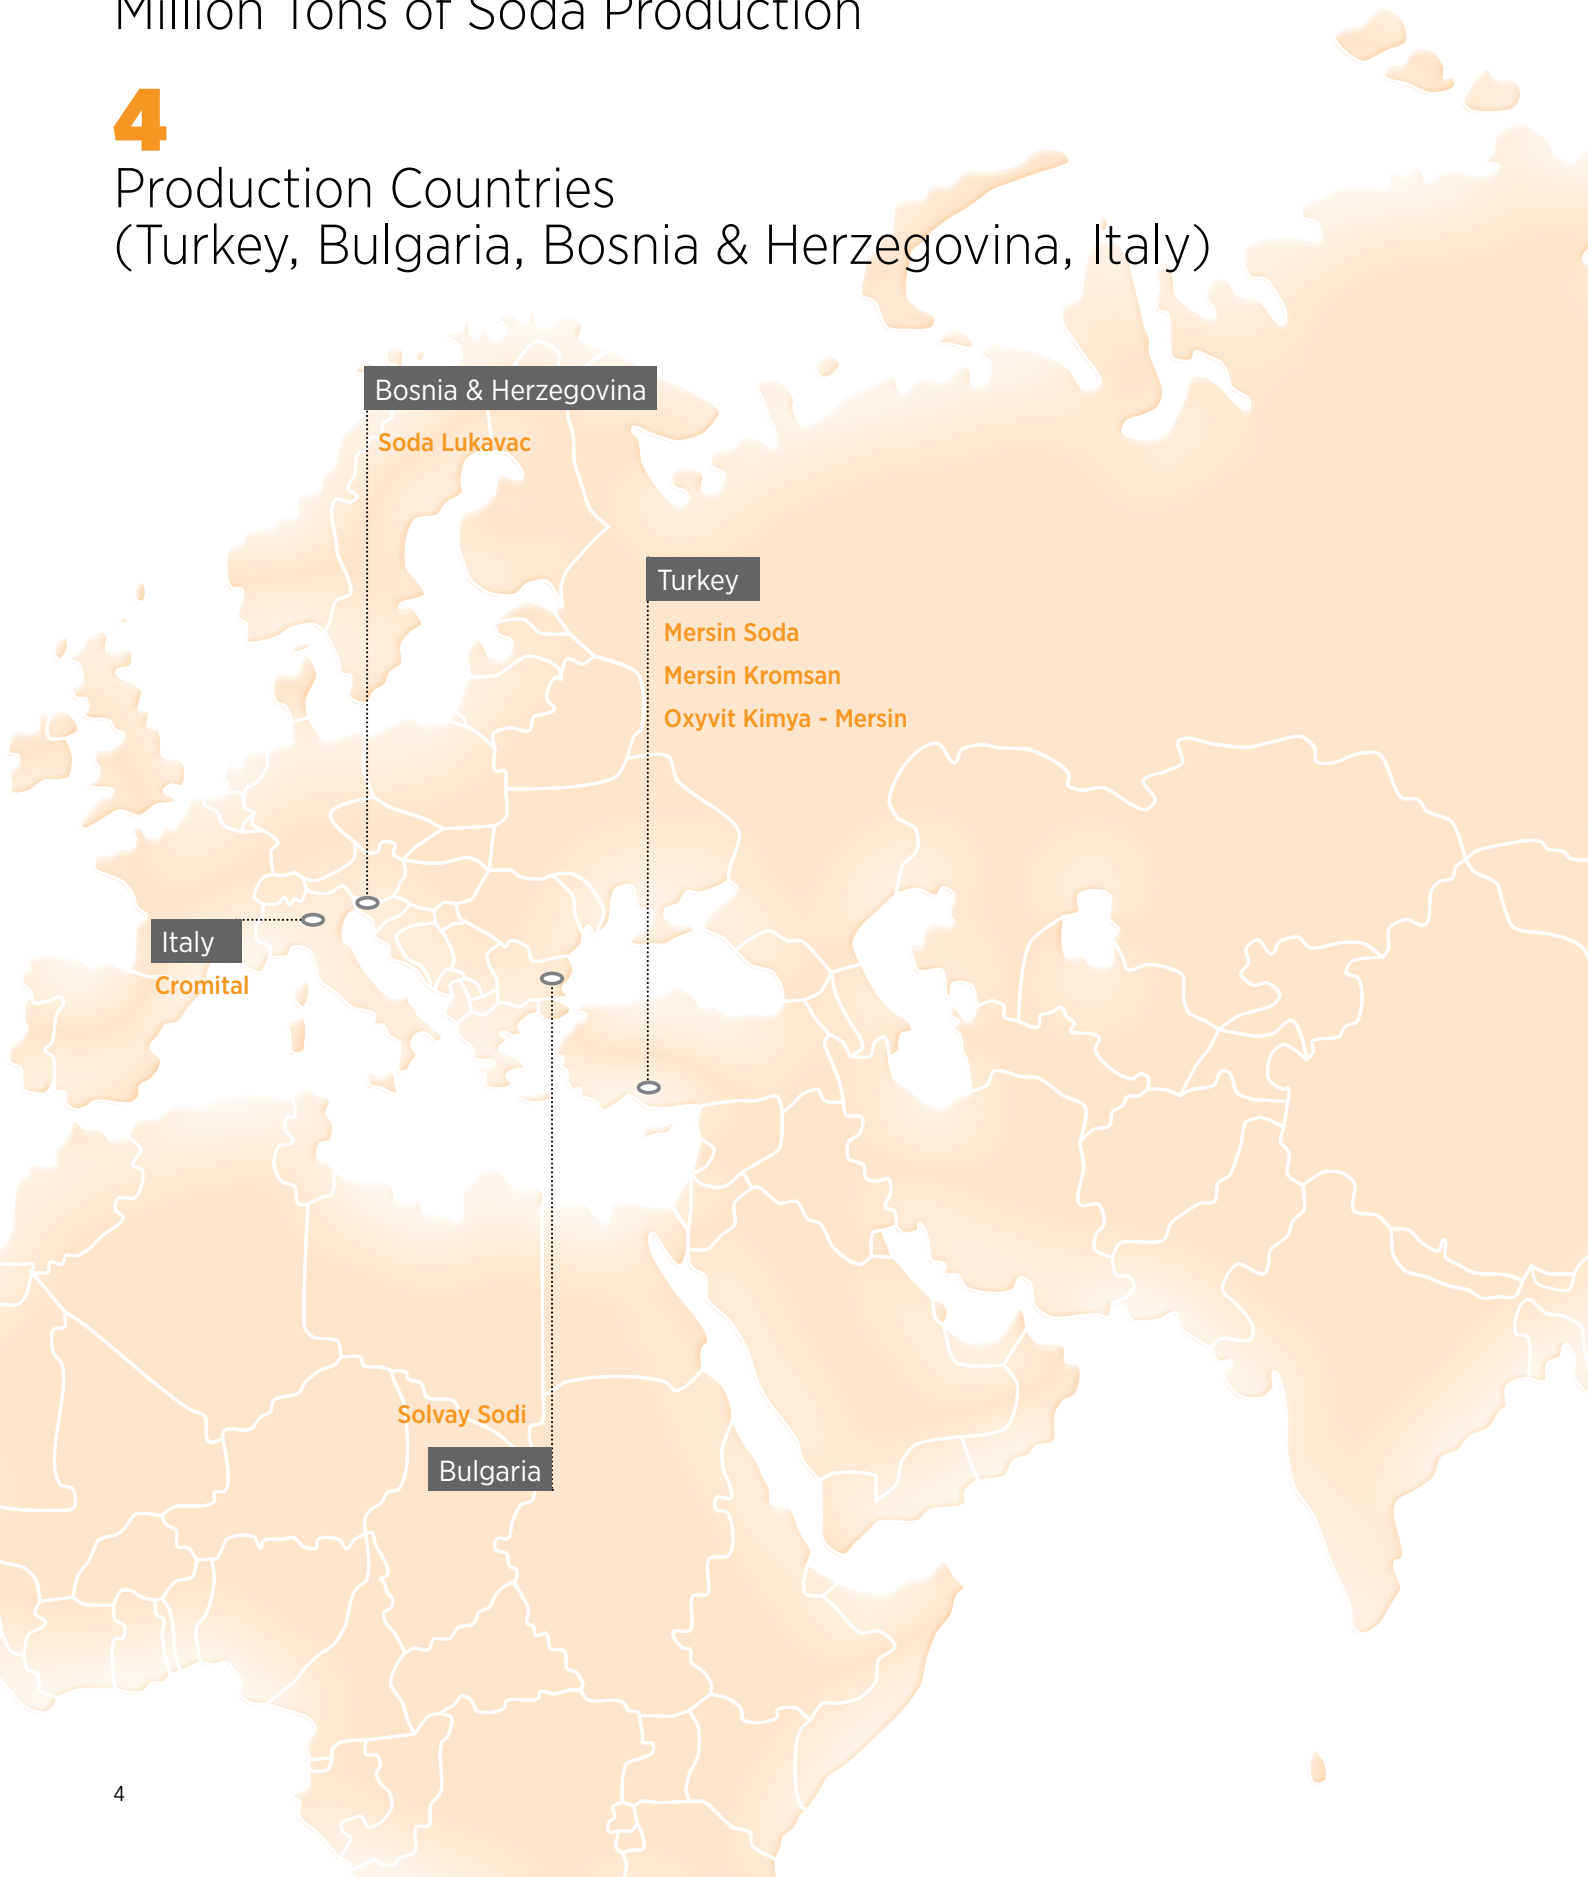 Million Tons of Soda Production
4
Production Countries
(Turkey, Bulgaria, Bosnia & Herzegovina, Italy)
Bosnia & Herzegovina
Soda Lukavac
Turkey
Mersin Soda
Mersin Kromsan
Oxyvit Kimya - Mersin
Italy
Cromital
Solvay Sodi
Bulgaria
4